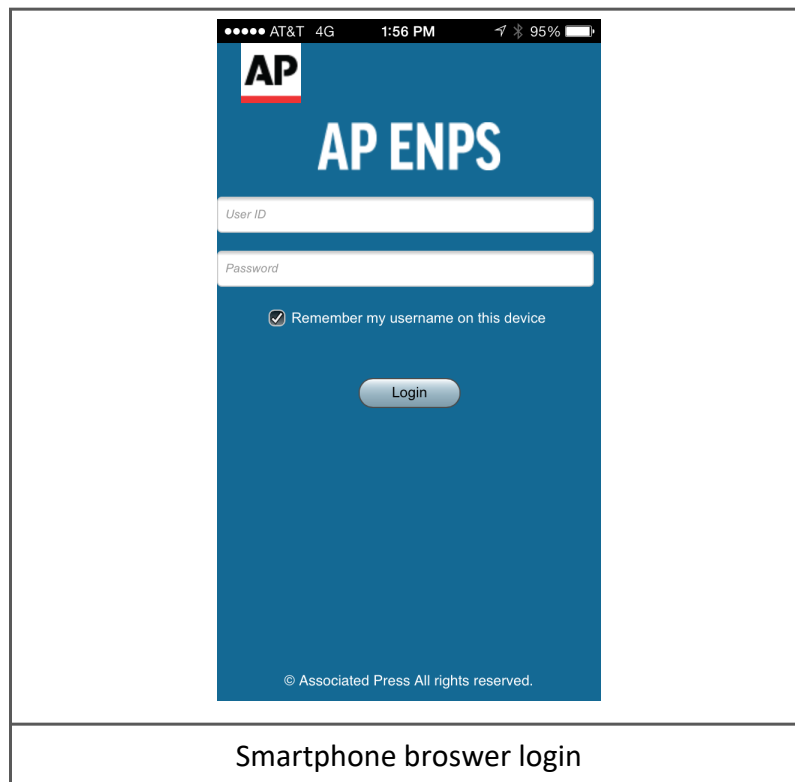 AT&T 4G 1:56 PM 95%
AP
AP ENPS
User ID
Password
Remember my username on this device
Login
© Associated Press All rights reserved.
Smartphone broswer login